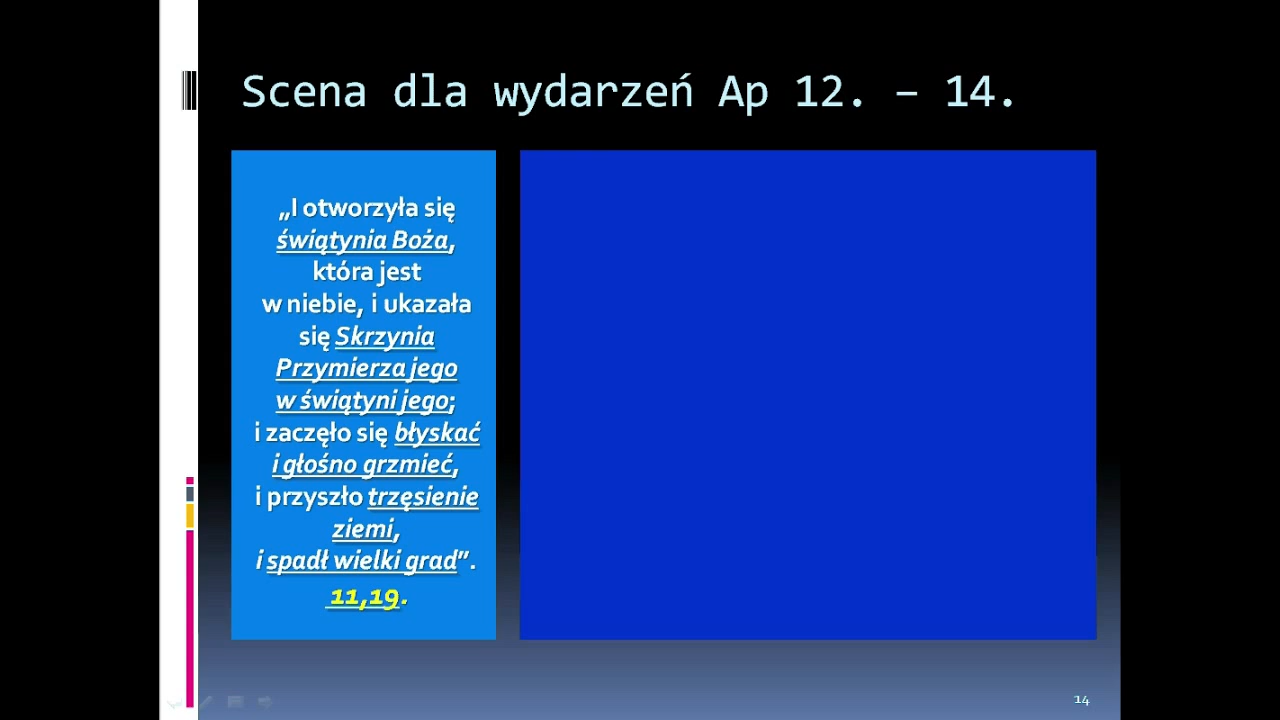 Scena dla wydarzeń Ap 12. – 14.
„I otworzyła się
świątynia Boża,
która jest
w niebie, i ukazała
się Skrzynia
Przymierza jego
w świątyni jego;
i zaczęło się błyskać
i głośno grzmieć,
i przyszło trzęsienie
ziemi,
i spadł wielki grad”.
11,19.
14